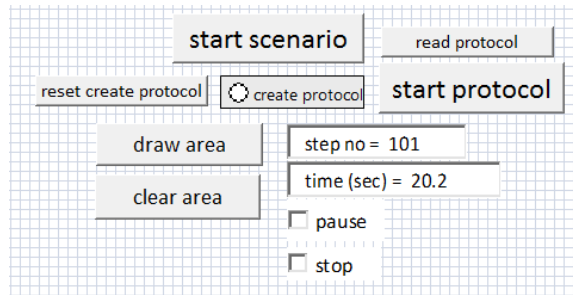 start scenario
read protocol
reset create protocol
create protocol
start protocol
draw area
step no = 101
clear area
time (sec) = 20.2
pause
stop